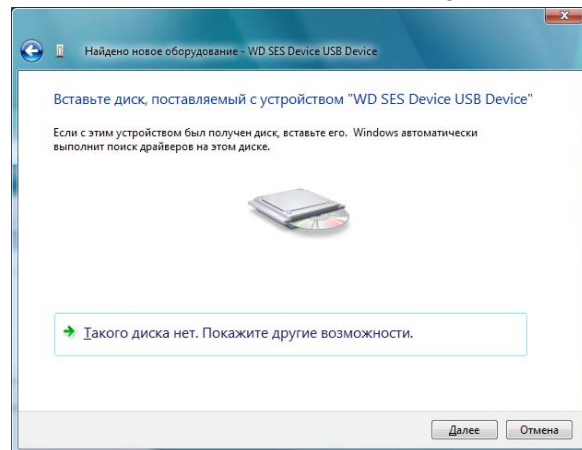 Найдено новое оборудование - WD SES Device USB Device
Вставьте диск, поставляемый с устройством "WD SES Device USB Device"
Если с этим устройством был получен диск, вставьте его. Windows автоматически
выполнит поиск драйверов на этом диске.
Такого диска нет. Покажите другие возможности.
Далее Отмена